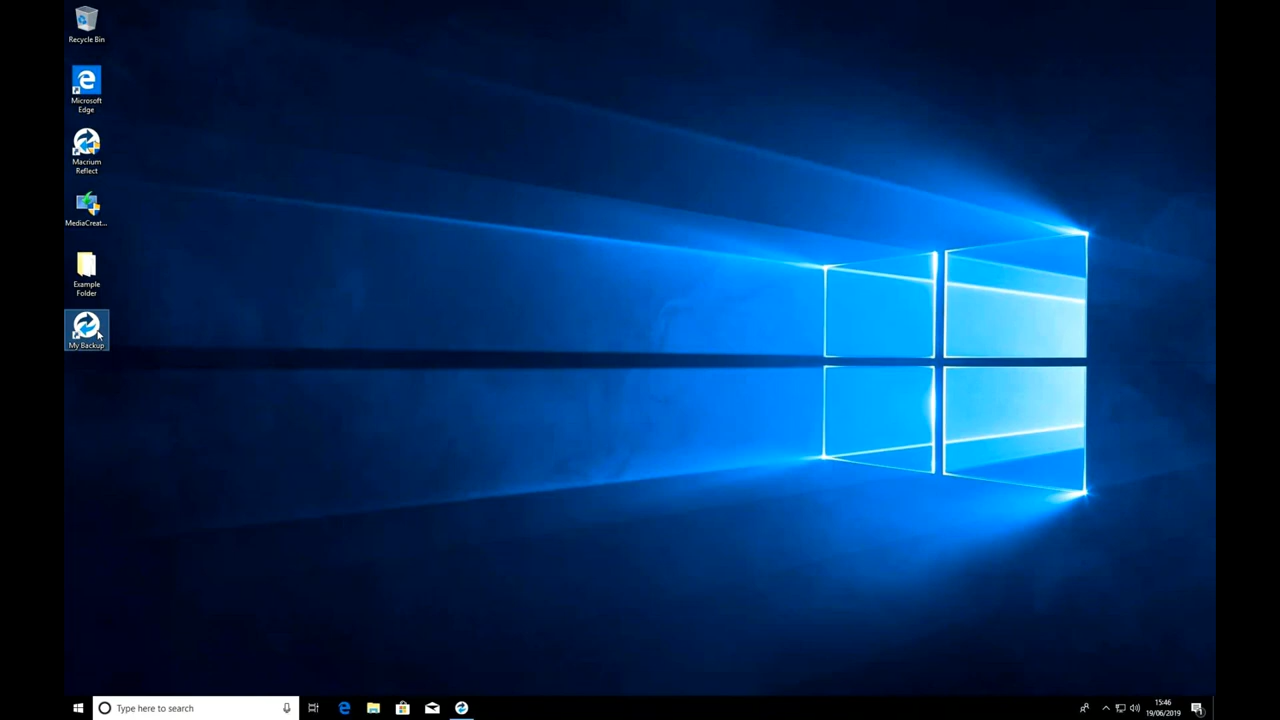 Recycle Bin
Microsoft
Edge
Macrium
Reflect
MediaCreat...
Example
Folder
My Backup
Type here to search
15:46
19/06/2019
1